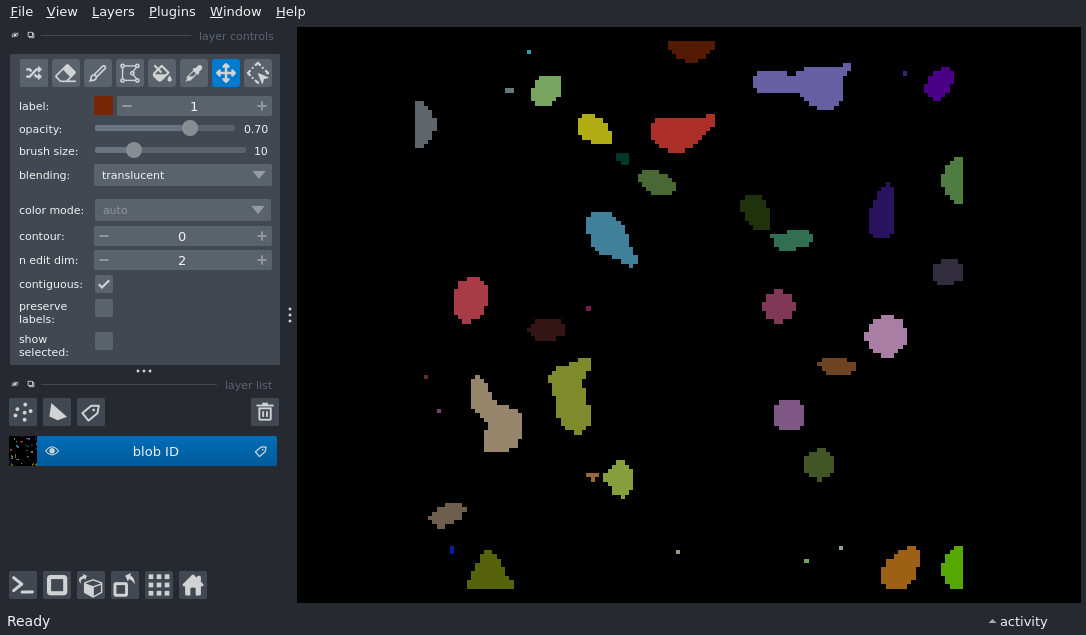 File View Layers Plugins Window Help
layer controls
label: 1
opacity: 0.70
brush size: 10
blending: translucent
color mode: auto
contour: 0
n edit dim: 2
contiguous:
preserve
labels:
show
selected:
layer list
blob ID
Ready activity